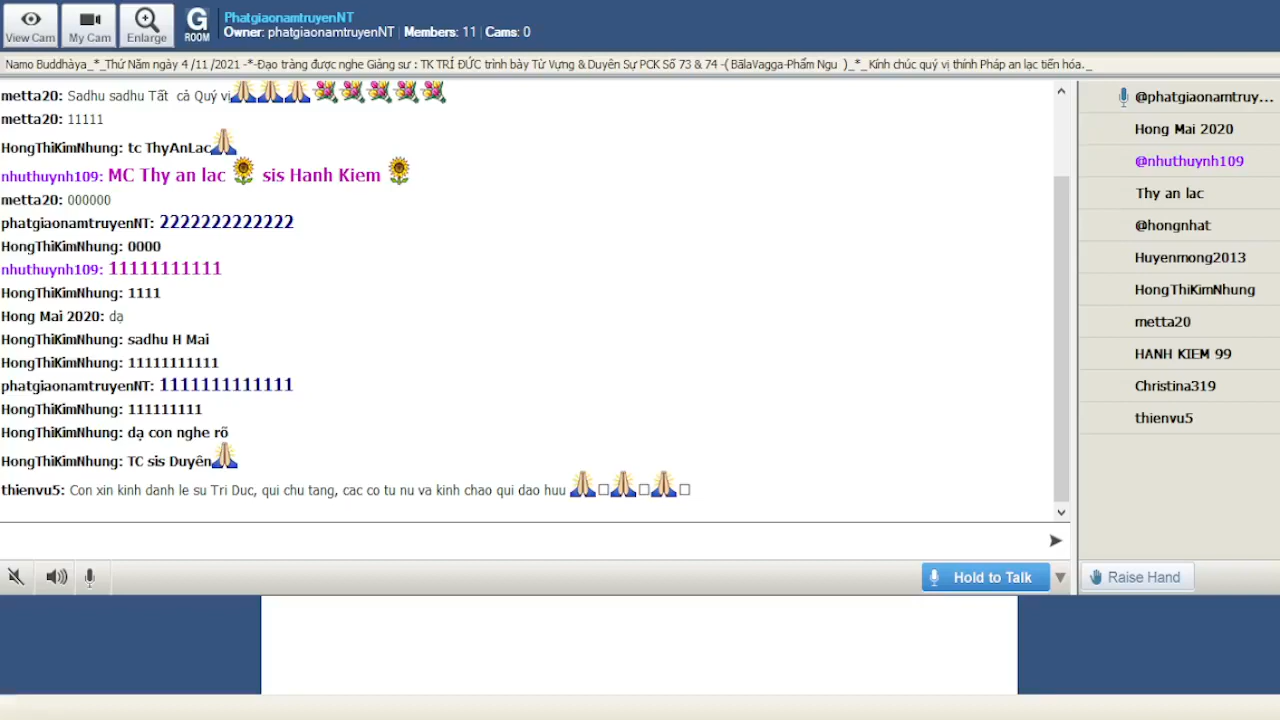 PhatgiaonamtruyenNT
Owner: phatgiaonamtruyenNT | Members: 11 | Cams: 0
View Cam
My Cam
Enlarge
G
ROOM
Namo Buddhàya_*_Thứ Năm ngày 4 /11 /2021 -*-Đạo tràng được nghe Giảng sư : TK TRÍ ĐỨC trình bày Từ Vựng & Duyên Sự PCK Số 73 & 74 -( BãlaVagga-Phẩm Ngu )_*_ Kính chúc quý vị thính Pháp an lạc tiến hóa._
metta20: Sadhu sadhu Tất cả Quý vị
metta20: 11111
HongThiKimNhung: tc ThyAnLac
nhuthuynh109: MC Thy an lac sis Hanh Kiem
metta20: 000000
phatgiaonamtruyenNT: 2222222222222
HongThiKimNhung: 0000
nhuthuynh109: 11111111111
HongThiKimNhung: 1111
Hong Mai 2020: dạ
HongThiKimNhung: sadhu H Mai
HongThiKimNhung: 11111111111
phatgiaonamtruyenNT: 1111111111111
HongThiKimNhung: 111111111
HongThiKimNhung: dạ con nghe rõ
HongThiKimNhung: TC sis Duyên
thienvu5: Con xin kinh danh le su Tri Duc, qui chu tang, cac co tu nu va kinh chao qui dao huu
@phatgiaonamtruy...
Hong Mai 2020
@nhuthuynh109
Thy an lac
@hongnhat
Huyenmong2013
HongThiKimNhung
metta20
HANH KIEM 99
Christina319
thienvu5
Hold to Talk
Raise Hand